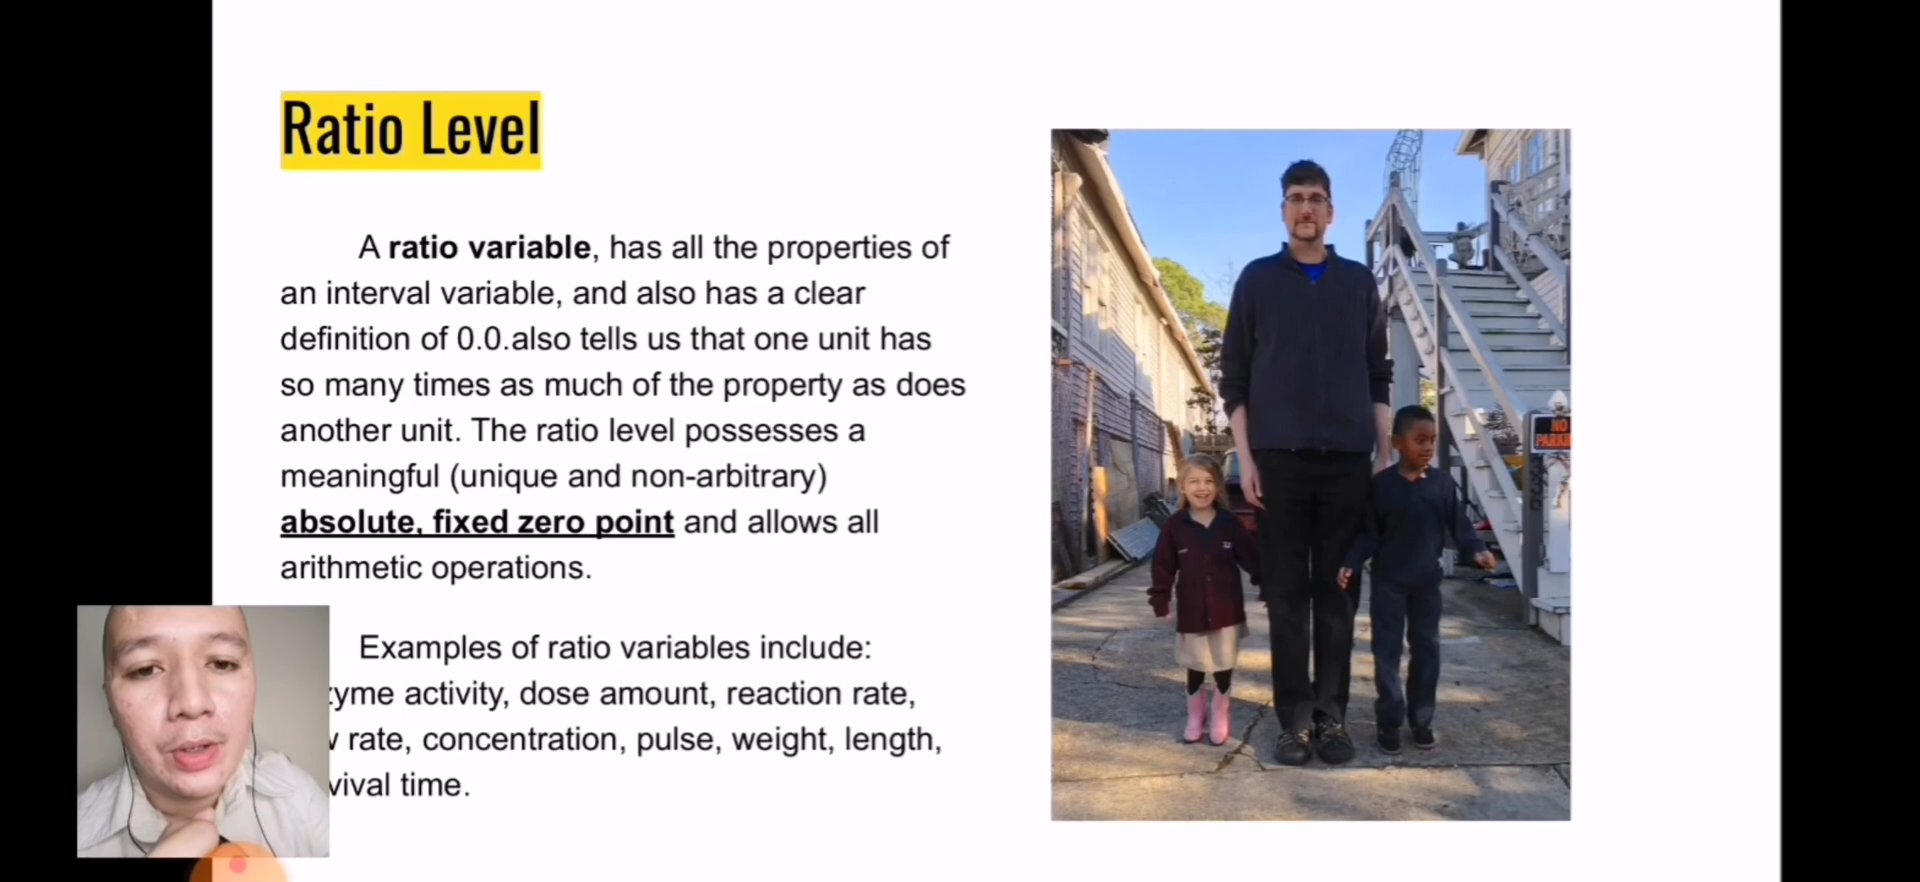 Ratio Level
A ratio variable, has all the properties of
an interval variable, and also has a clear
definition of 0.0.also tells us that one unit has
so many times as much of the property as does
another unit. The ratio level possesses a
meaningful (unique and non-arbitrary)
absolute, fixed zero point and allows all
arithmetic operations.
Examples of ratio variables include:
activity, dose amount, reaction rate,
rate, concentration, pulse, weight, length,
time.
NO